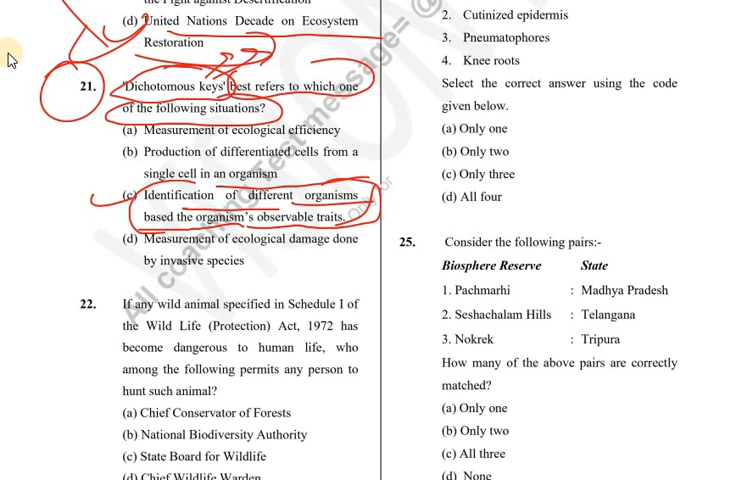 the Fight against Desertification
(d) United Nations Decade on Ecosystem
Restoration
21. 'Dichotomous keys' best refers to which one
of the following situations?
(a) Measurement of ecological efficiency
(b) Production of differentiated cells from a
single cell in an organism
(c) Identification of different organisms
based the organism's observable traits.
(d) Measurement of ecological damage done
by invasive species
22. If any wild animal specified in Schedule I of
the Wild Life (Protection) Act, 1972 has
become dangerous to human life, who
among the following permits any person to
hunt such animal?
(a) Chief Conservator of Forests
(b) National Biodiversity Authority
(c) State Board for Wildlife
(d) Chief Wildlife Warden
2. Cutinized epidermis
3. Pneumatophores
4. Knee roots
Select the correct answer using the code
given below.
(a) Only one
(b) Only two
(c) Only three
(d) All four
25. Consider the following pairs:-
Biosphere Reserve State
1. Pachmarhi : Madhya Pradesh
2. Seshachalam Hills : Telangana
3. Nokrek : Tripura
How many of the above pairs are correctly
matched?
(a) Only one
(b) Only two
(c) All three
(d) None
All coaching Test message= @